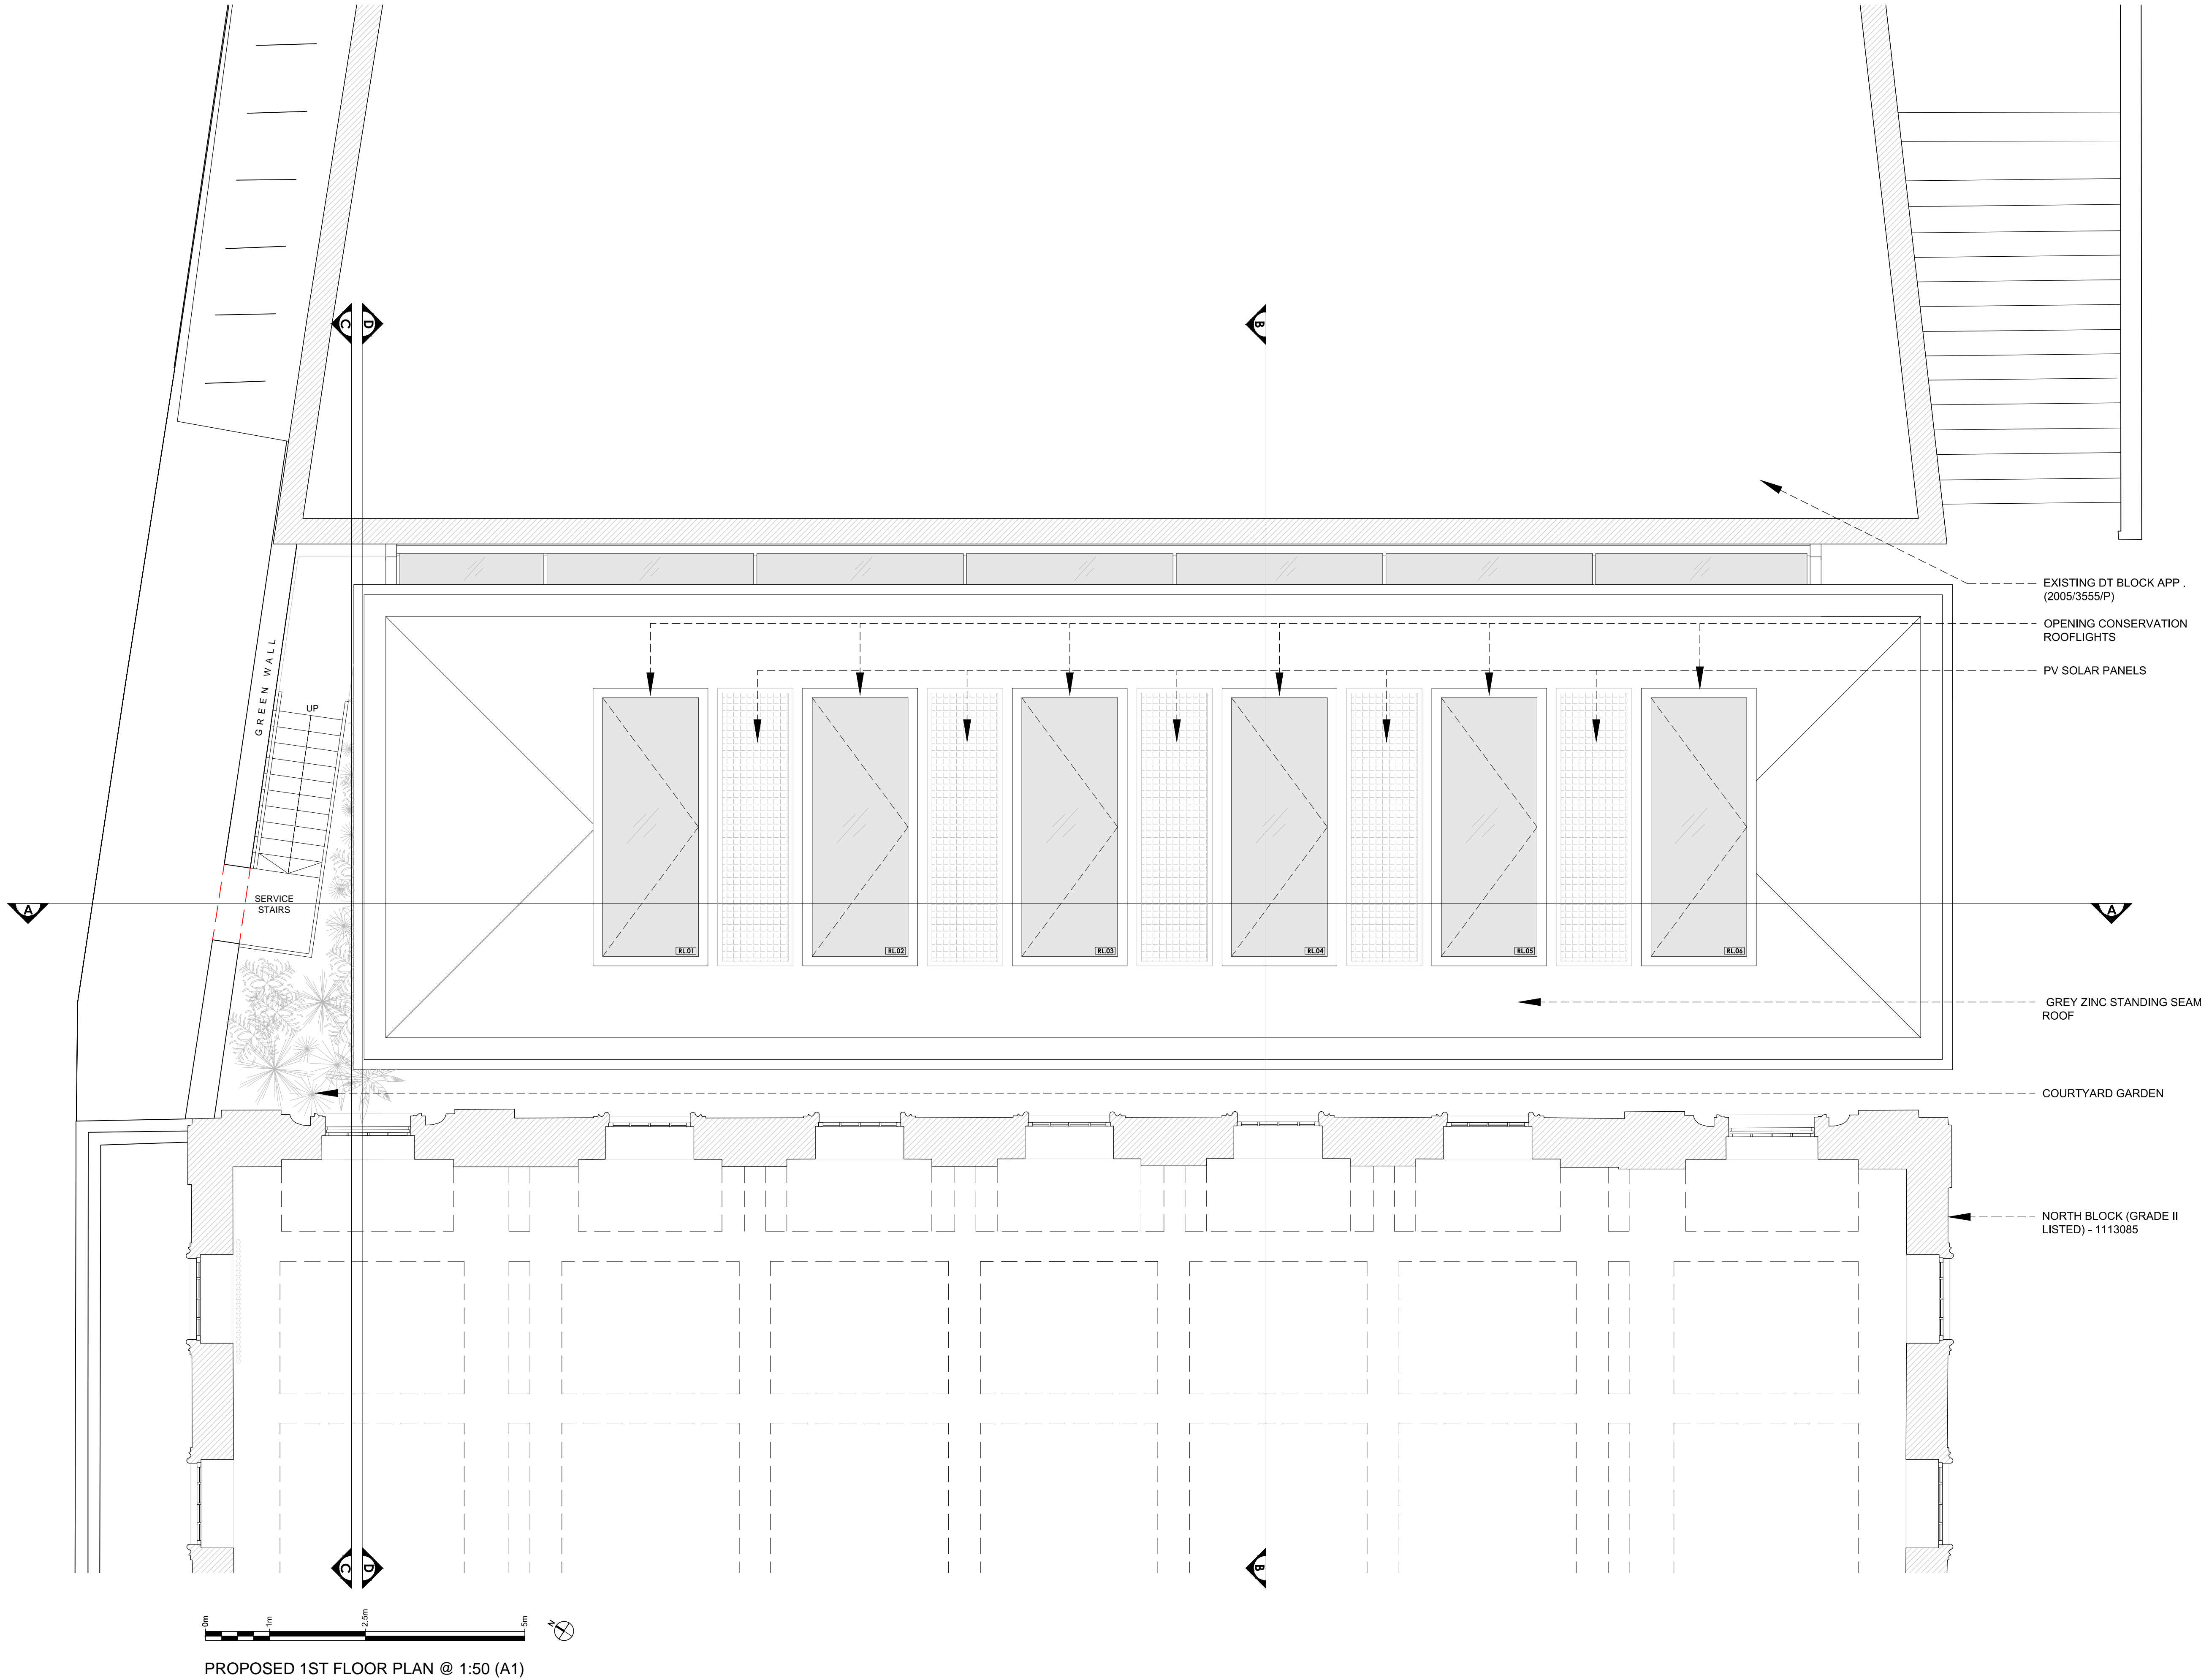 C
D
B
EXISTING DT BLOCK APP .
(2005/3555/P)
OPENING CONSERVATION
ROOFLIGHTS
PV SOLAR PANELS
GREEN WALL
UP
SERVICE
STAIRS
A
A
RL.01
RL.02
RL.03
RL.04
RL.05
RL.06
GREY ZINC STANDING SEAM
ROOF
COURTYARD GARDEN
NORTH BLOCK (GRADE II
LISTED) - 1113085
C
D
B
0m
1m
2.5m
5m
N
PROPOSED 1ST FLOOR PLAN @ 1:50 (A1)